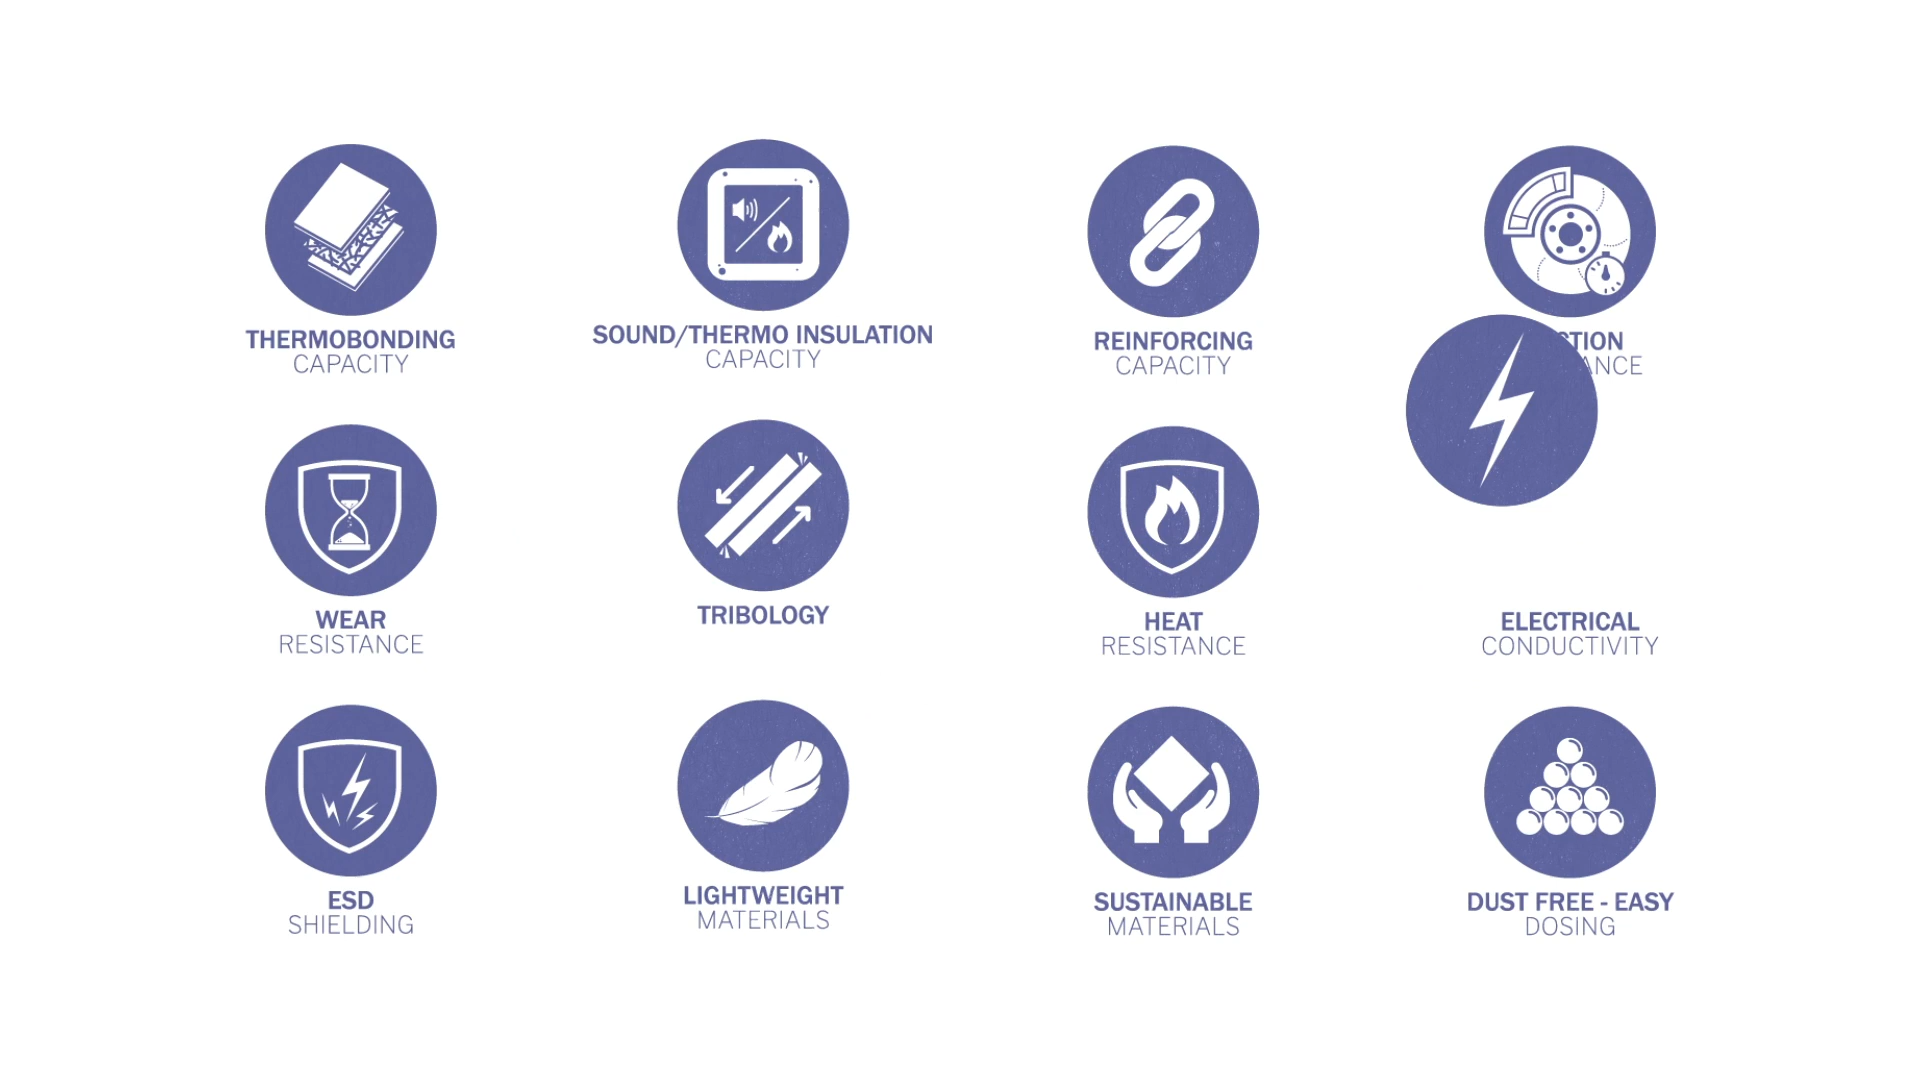 THERMOBONDING
CAPACITY
SOUND/THERMO INSULATION
CAPACITY
REINFORCING
CAPACITY
WEAR
RESISTANCE
TRIBOLOGY
HEAT
RESISTANCE
ELECTRICAL
CONDUCTIVITY
ESD
SHIELDING
LIGHTWEIGHT
MATERIALS
SUSTAINABLE
MATERIALS
DUST FREE - EASY
DOSING